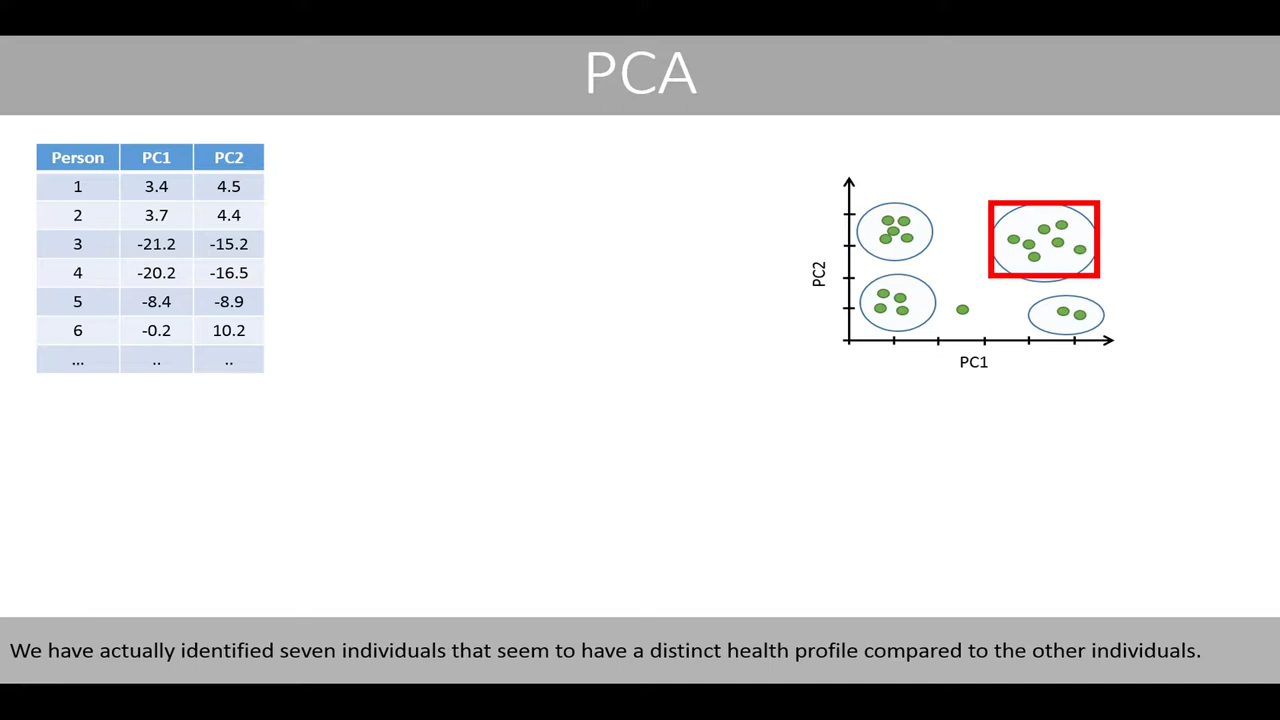 PCA
Person PC1 PC2
1 3.4 4.5
2 3.7 4.4
3 -21.2 -15.2
4 -20.2 -16.5
5 -8.4 -8.9
6 -0.2 10.2
... .. ..
PC2
PC1
We have actually identified seven individuals that seem to have a distinct health profile compared to the other individuals.